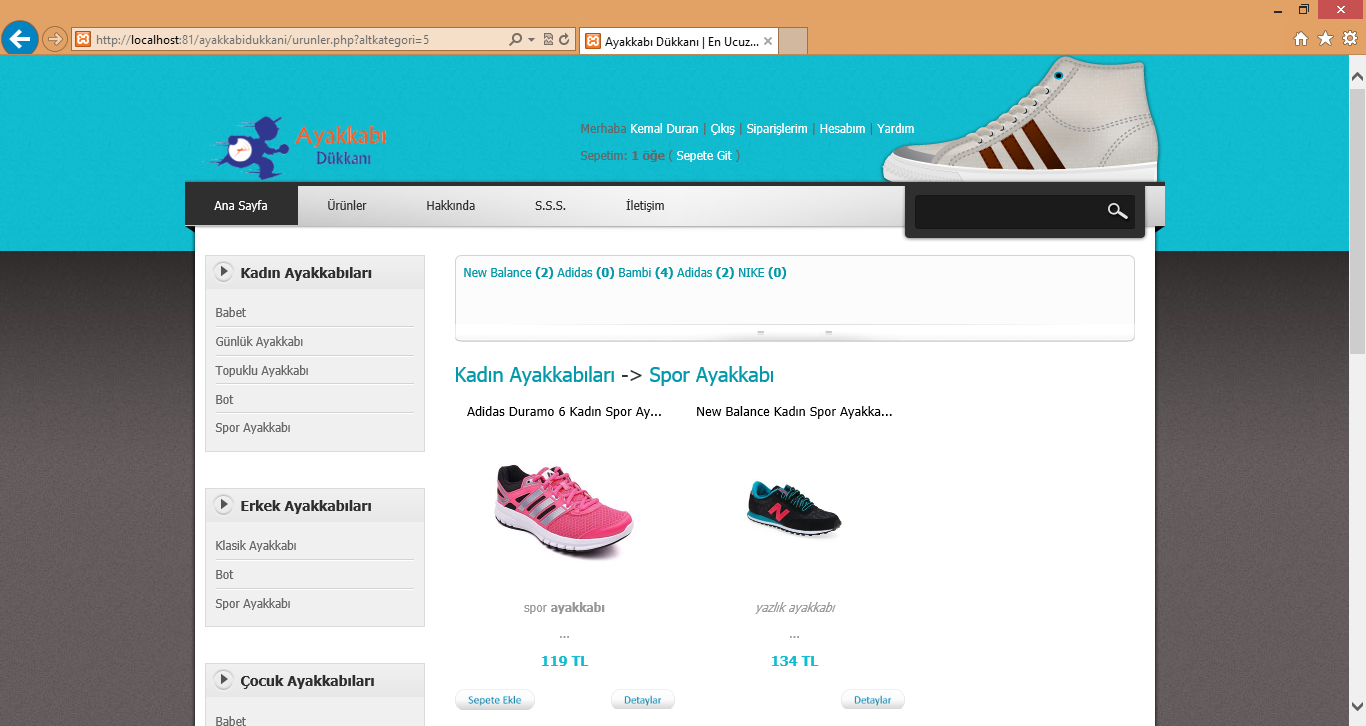 http://localhost:81/ayakkabidukkani/urunler.php?altkategori=5
Ayakkabı Dükkanı | En Ucuz...
Ayakkabı
Dükkanı
Merhaba Kemal Duran | Çıkış | Siparişlerim | Hesabım | Yardım
Sepetim: 1 öğe ( Sepete Git )
Ana Sayfa Ürünler Hakkında S.S.S. İletişim
Kadın Ayakkabıları
Babet
Günlük Ayakkabı
Topuklu Ayakkabı
Bot
Spor Ayakkabı
Erkek Ayakkabıları
Klasik Ayakkabı
Bot
Spor Ayakkabı
Çocuk Ayakkabıları
Babet
New Balance (2) Adidas (0) Bambi (4) Adidas (2) NIKE (0)
Kadın Ayakkabıları -> Spor Ayakkabı
Adidas Duramo 6 Kadın Spor Ay...
spor ayakkabı
...
119 TL
Sepete Ekle Detaylar
New Balance Kadın Spor Ayakka...
yazlık ayakkabı
...
134 TL
Detaylar